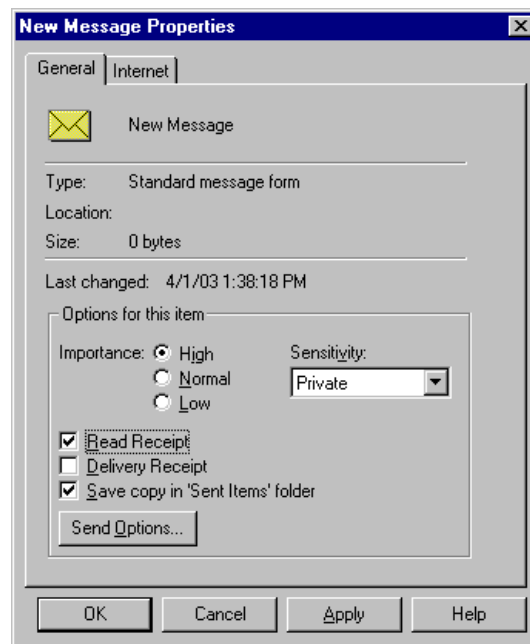 New Message Properties
General Internet
New Message
Type: Standard message form
Location:
Size: 0 bytes
Last changed: 4/1/03 1:38:18 PM
Options for this item
Importance: High Sensitivity:
Normal Private
Low
Read Receipt
Delivery Receipt
Save copy in 'Sent Items' folder
Send Options...
OK Cancel Apply Help